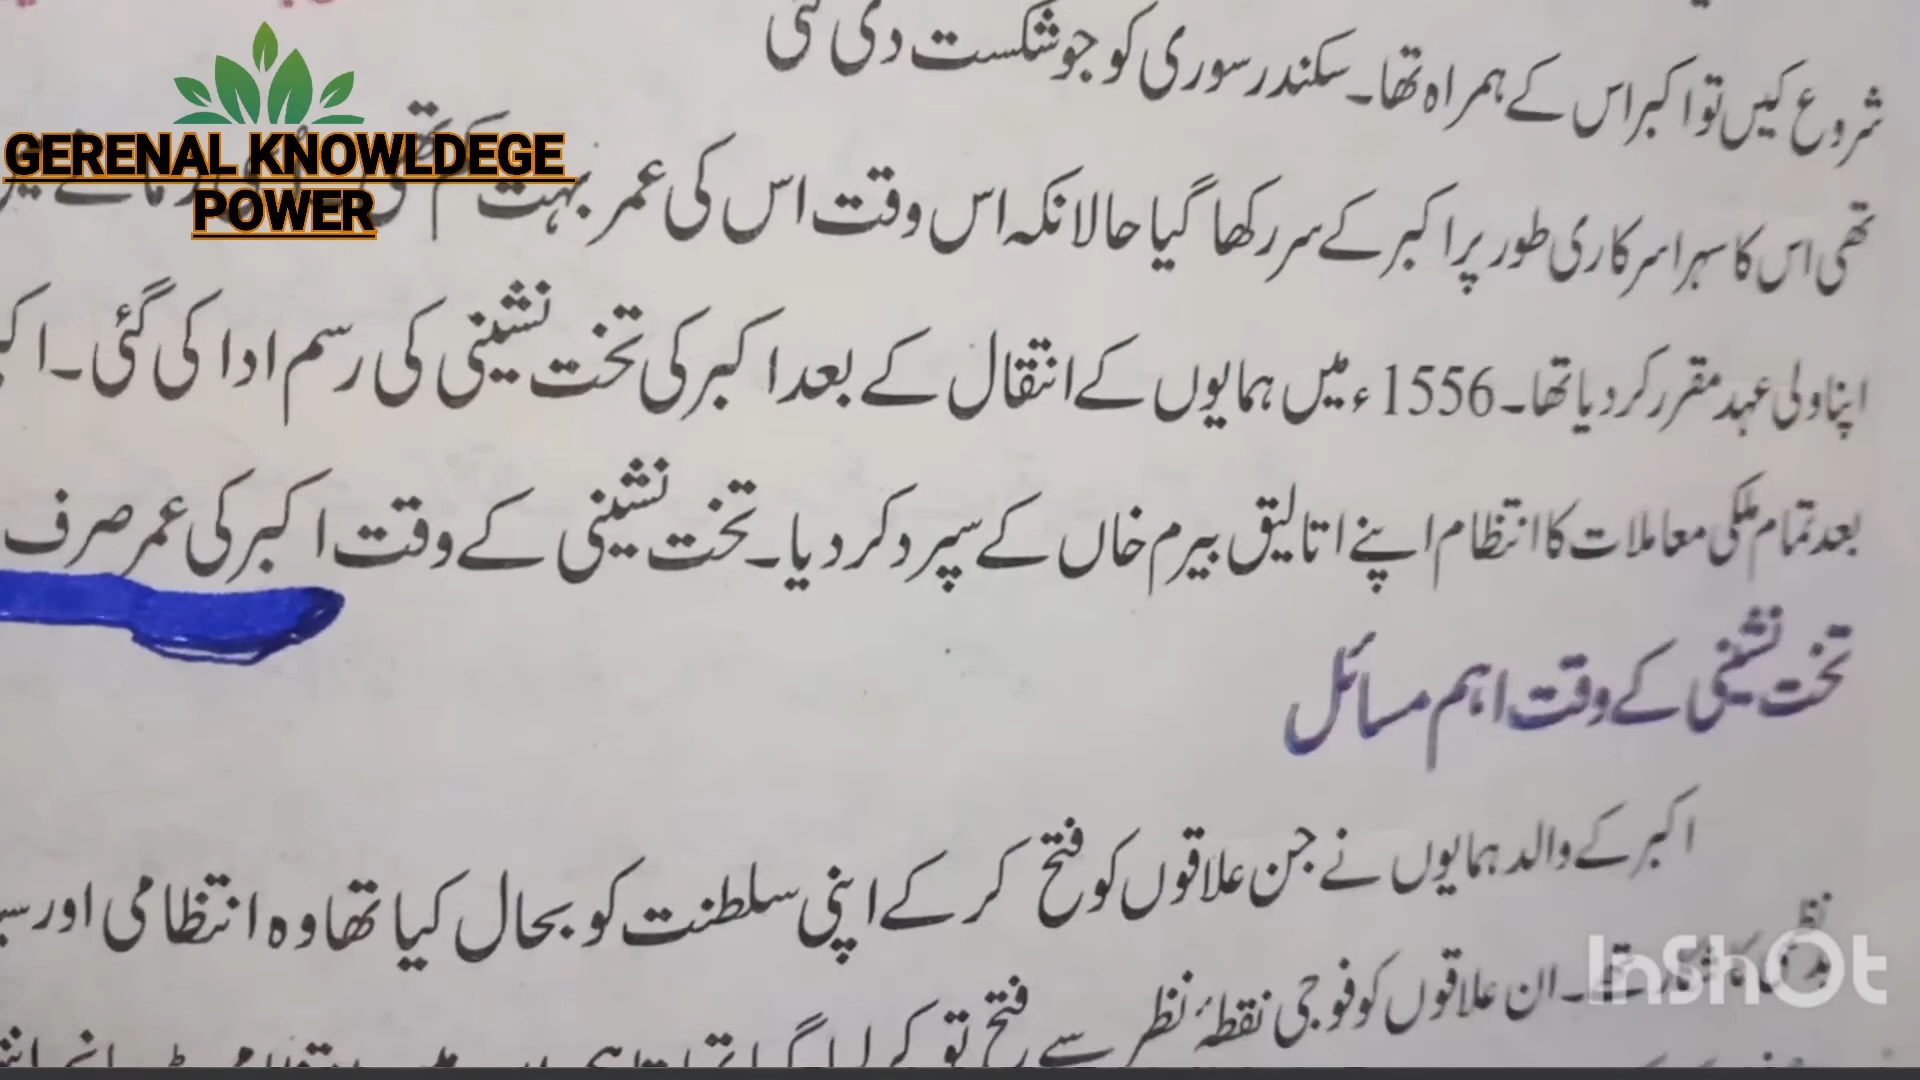 شروع کیں تو اکبر اس کے ہمراہ تھا۔ سکندر سوری کو جو شکست دی گئی
GERENAL KNOWLDEGE
POWER
تھی اس کا سہرا سرکاری طور پر اکبر کے سر رکھا گیا حالانکہ اس وقت اس کی عمر بہت کم تھی
اپنا ولی عہد مقرر کر دیا تھا۔ 1556ء میں ہمایوں کے انتقال کے بعد اکبر کی تخت نشینی کی رسم ادا کی گئی۔
بعد تمام ملکی معاملات کا انتظام اپنے اتالیق بیرم خاں کے سپرد کر دیا۔ تخت نشینی کے وقت اکبر کی عمر صرف
تخت نشینی کے وقت اہم مسائل
اکبر کے والد ہمایوں نے جن علاقوں کو فتح کر کے اپنی سلطنت کو بحال کیا تھا وہ انتظامی اور
کا شکار تھے۔ ان علاقوں کو فوجی نقطۂ نظر سے فتح تو کر لیا گیا تھا
InShOt